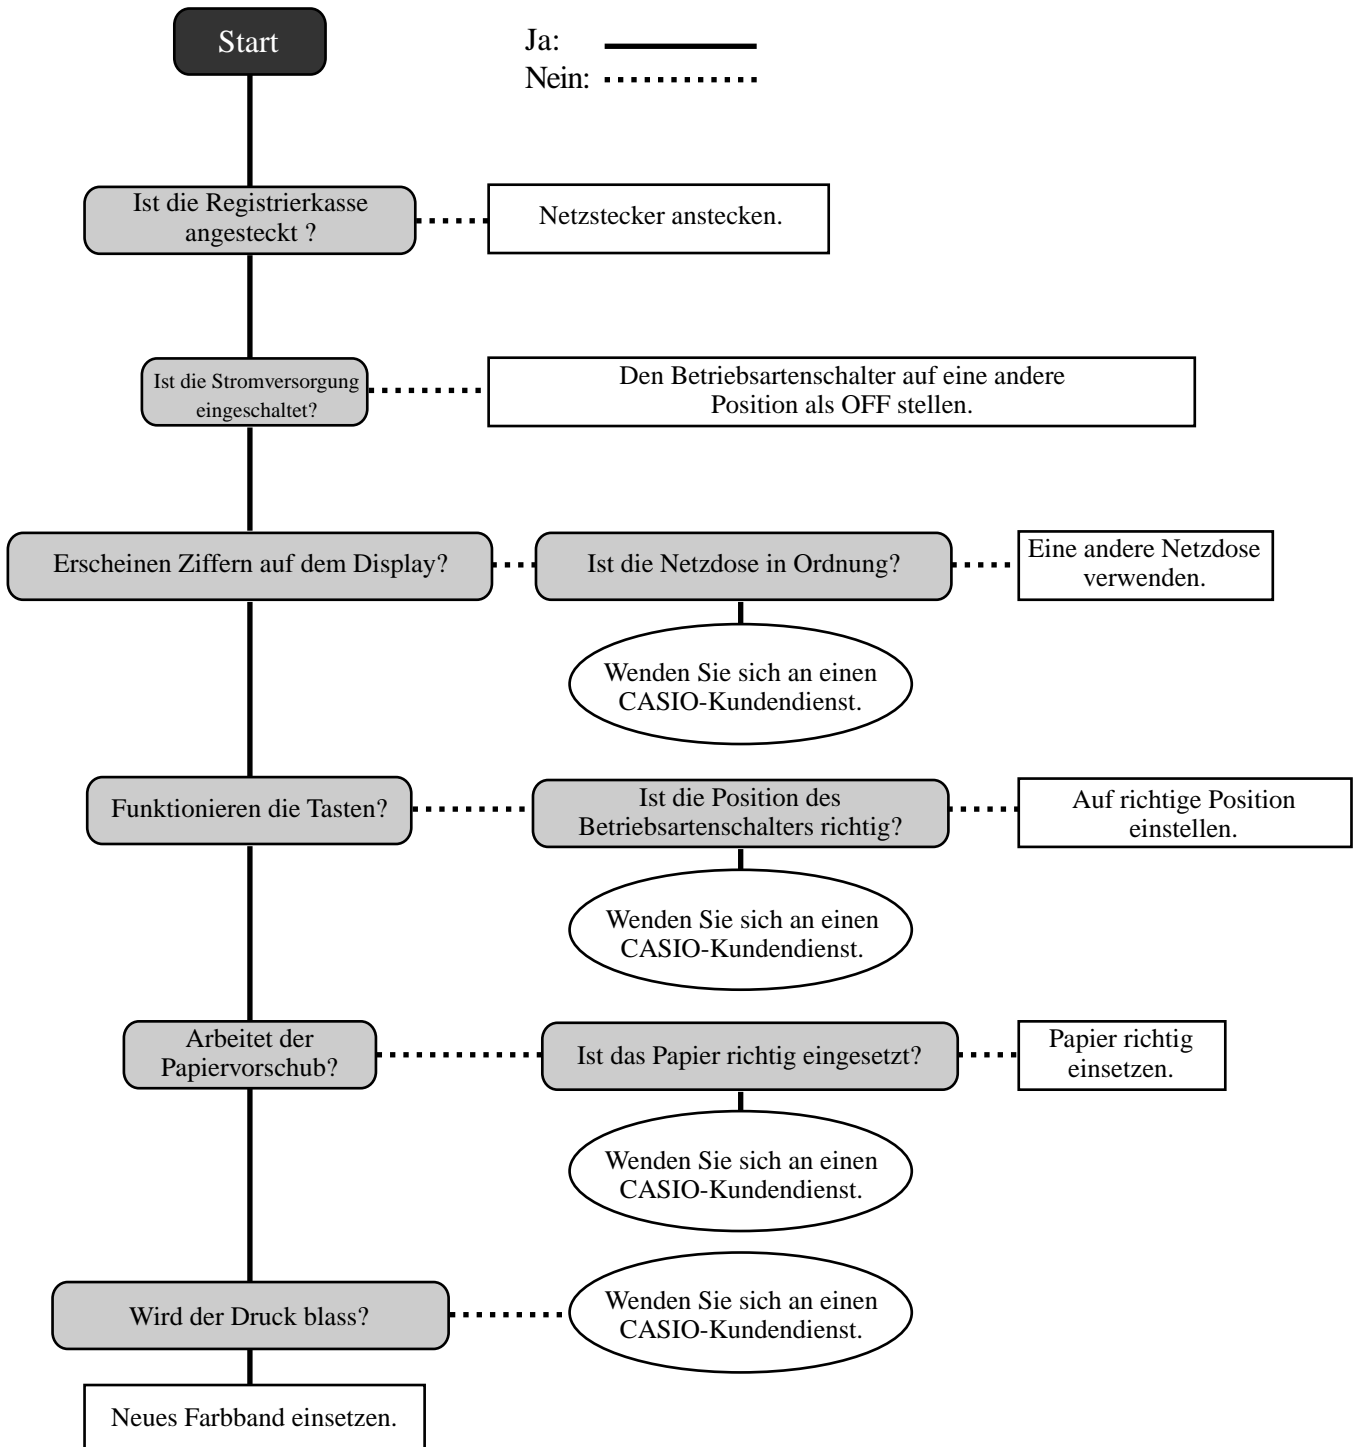 Start
Ja:
Nein:
Ist die Registrierkasse
angesteckt ?
Netzstecker anstecken.
Ist die Stromversorgung
eingeschaltet?
Den Betriebsartenschalter auf eine andere
Position als OFF stellen.
Erscheinen Ziffern auf dem Display?
Ist die Netzdose in Ordnung?
Eine andere Netzdose
verwenden.
Wenden Sie sich an einen
CASIO-Kundendienst.
Funktionieren die Tasten?
Ist die Position des
Betriebsartenschalters richtig?
Auf richtige Position
einstellen.
Wenden Sie sich an einen
CASIO-Kundendienst.
Arbeitet der
Papiervorschub?
Ist das Papier richtig eingesetzt?
Papier richtig
einsetzen.
Wenden Sie sich an einen
CASIO-Kundendienst.
Wird der Druck blass?
Wenden Sie sich an einen
CASIO-Kundendienst.
Neues Farbband einsetzen.